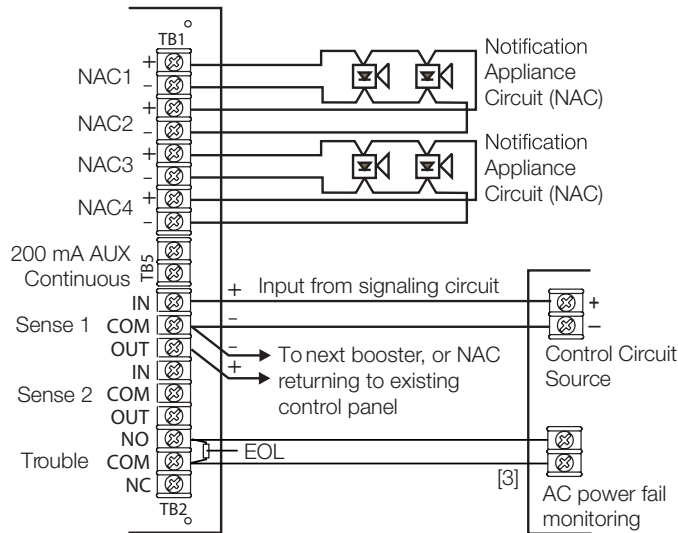 TB1
NAC1 + –
NAC2 + –
NAC3 + –
NAC4 + –
Notification
Appliance
Circuit (NAC)
Notification
Appliance
Circuit (NAC)
200 mA AUX
Continuous
TB5
Sense 1
IN
COM
OUT
+ Input from signaling circuit +
– –
Control Circuit
Source
– To next booster, or NAC
+ returning to existing
control panel
Sense 2
IN
COM
OUT
Trouble
NO
COM
NC
EOL
[3]
AC power fail
monitoring
TB2